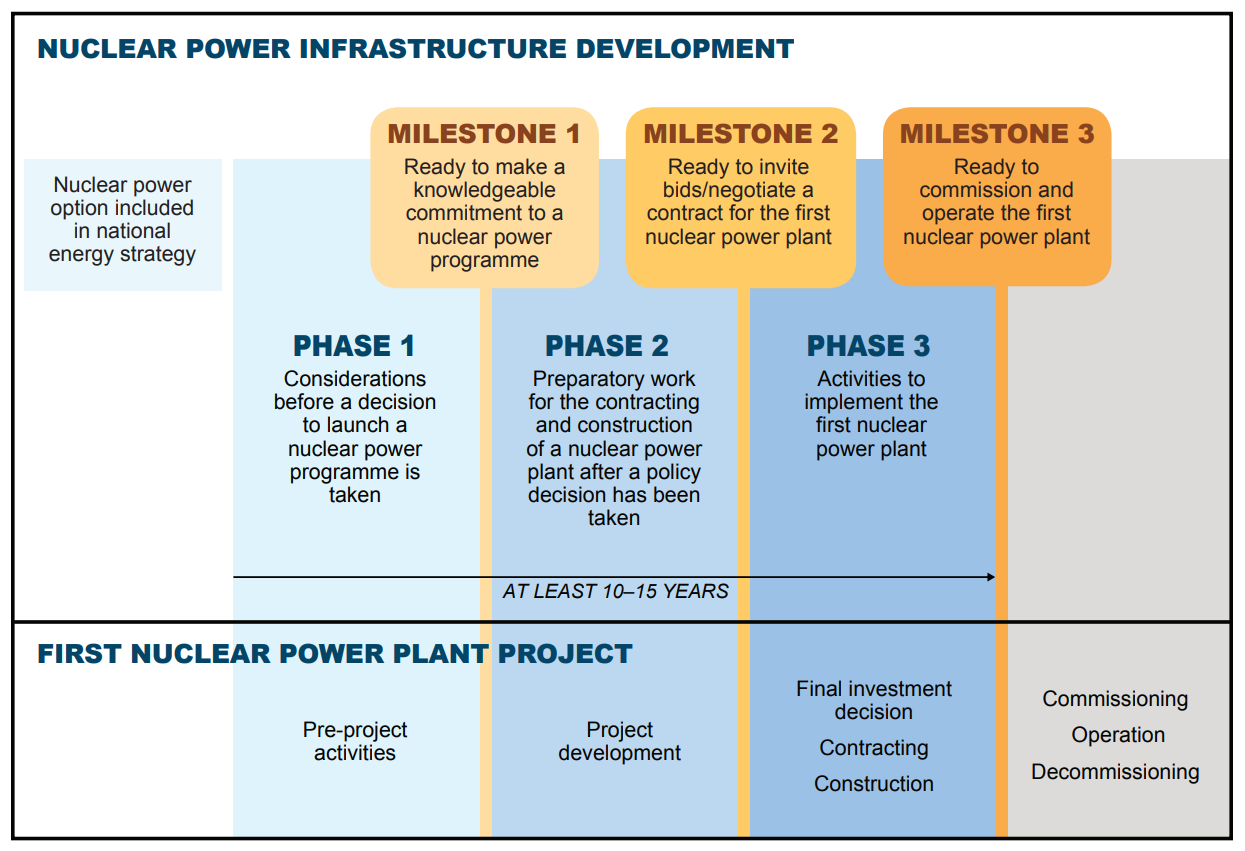 NUCLEAR POWER INFRASTRUCTURE DEVELOPMENT
Nuclear power
option included
in national
energy strategy
MILESTONE 1
Ready to make a
knowledgeable
commitment to a
nuclear power
programme
MILESTONE 2
Ready to invite
bids/negotiate a
contract for the first
nuclear power plant
MILESTONE 3
Ready to
commission and
operate the first
nuclear power plant
PHASE 1
Considerations
before a decision
to launch a
nuclear power
programme is
taken
PHASE 2
Preparatory work
for the contracting
and construction
of a nuclear power
plant after a policy
decision has been
taken
PHASE 3
Activities to
implement the
first nuclear
power plant
AT LEAST 10–15 YEARS
FIRST NUCLEAR POWER PLANT PROJECT
Pre-project
activities
Project
development
Final investment
decision
Contracting
Construction
Commissioning
Operation
Decommissioning